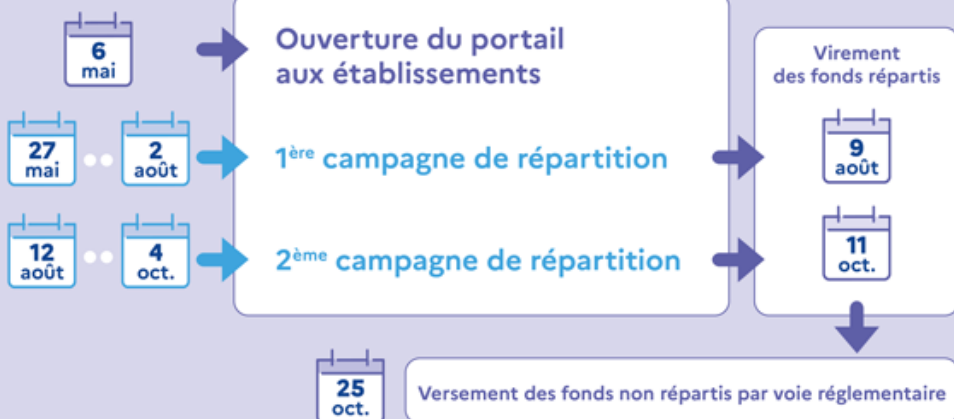 6
mai
Ouverture du portail
aux établissements
Virement
des fonds répartis
27
mai
2
août
1ère campagne de répartition
9
août
12
août
4
oct.
2ème campagne de répartition
11
oct.
25
oct.
Versement des fonds non répartis par voie réglementaire